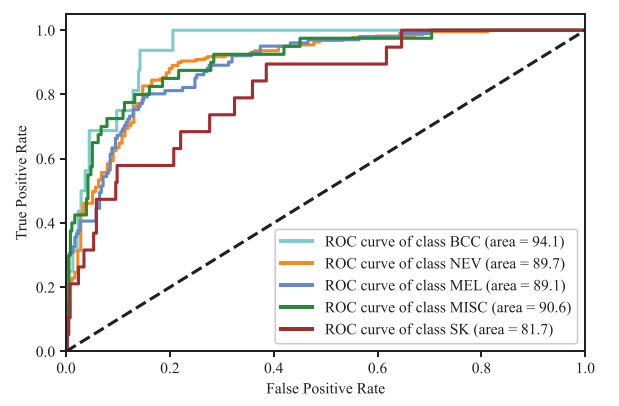 True Positive Rate
1.0
0.8
0.6
0.4
0.2
0.0
ROC curve of class BCC (area = 94.1)
ROC curve of class NEV (area = 89.7)
ROC curve of class MEL (area = 89.1)
ROC curve of class MISC (area = 90.6)
ROC curve of class SK (area = 81.7)
0.0 0.2 0.4 0.6 0.8 1.0
False Positive Rate